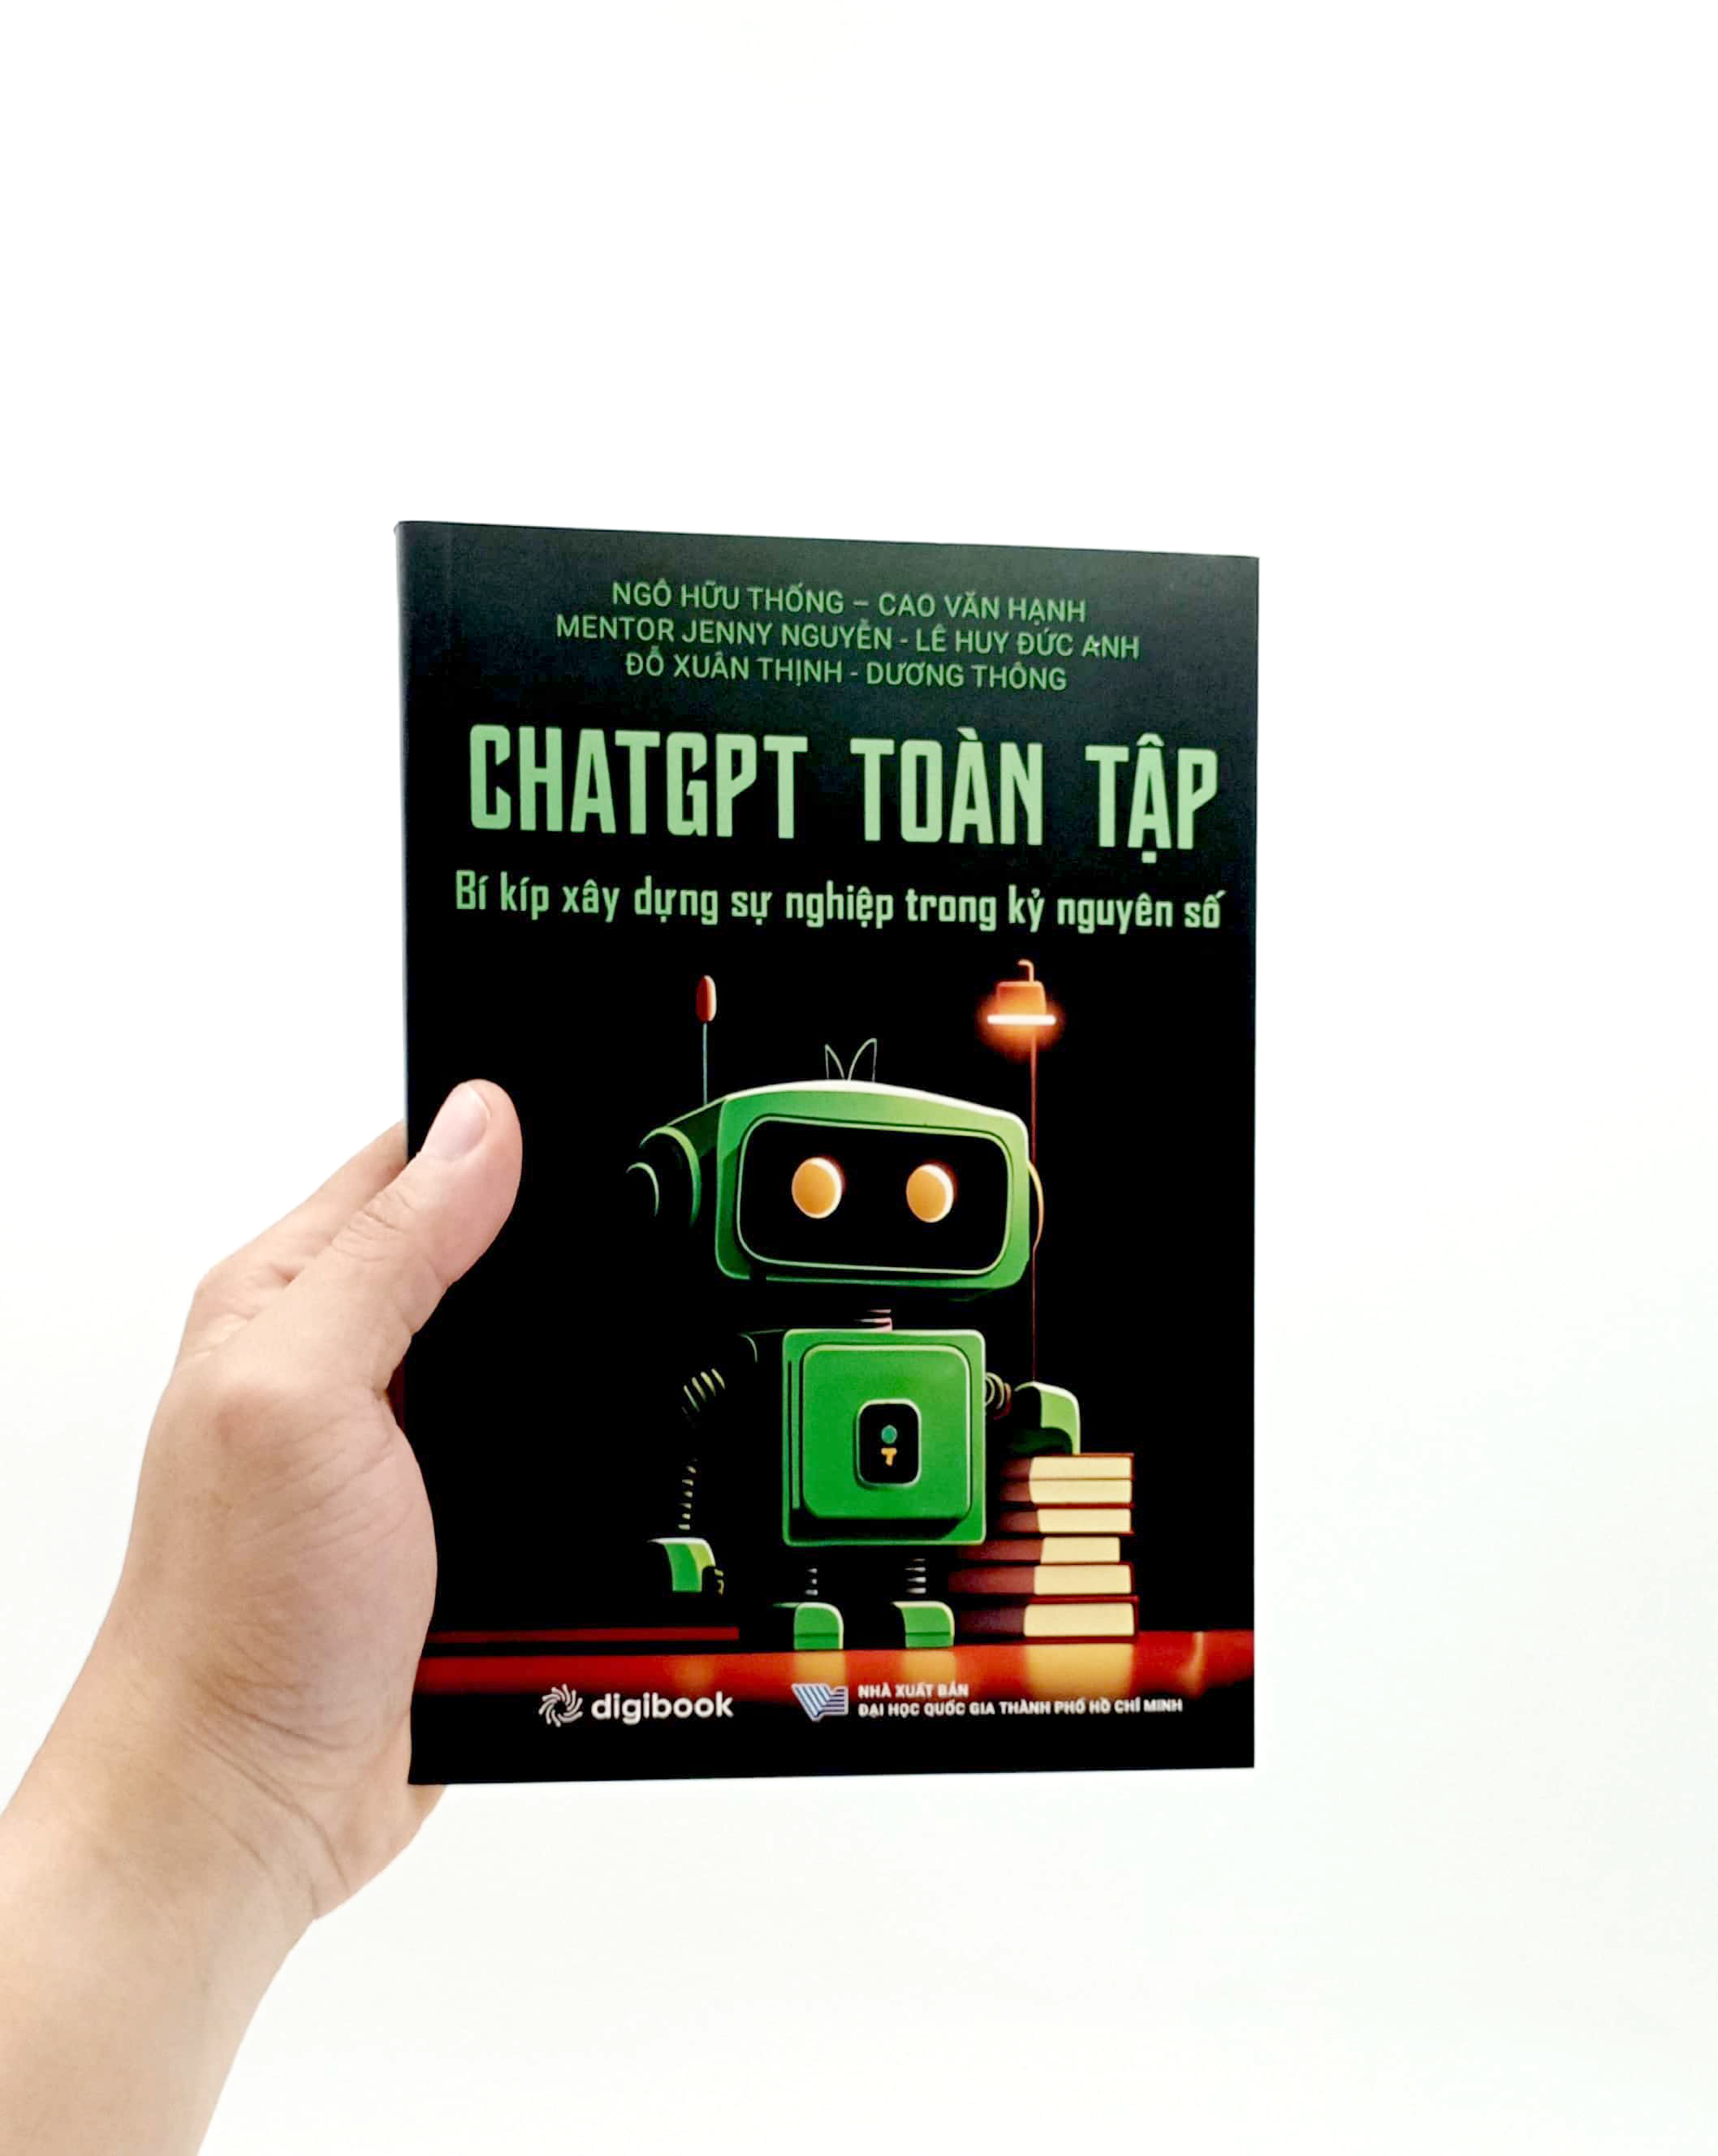 NGÔ HỮU THỐNG – CAO VĂN HẠNH
MENTOR JENNY NGUYỄN - LÊ HUY ĐỨC ANH
ĐỖ XUÂN THỊNH - DƯƠNG THÔNG
CHATGPT TOÀN TẬP
Bí kíp xây dựng sự nghiệp trong kỷ nguyên số
digibook
NHÀ XUẤT BẢN
ĐẠI HỌC QUỐC GIA THÀNH PHỐ HỒ CHÍ MINH